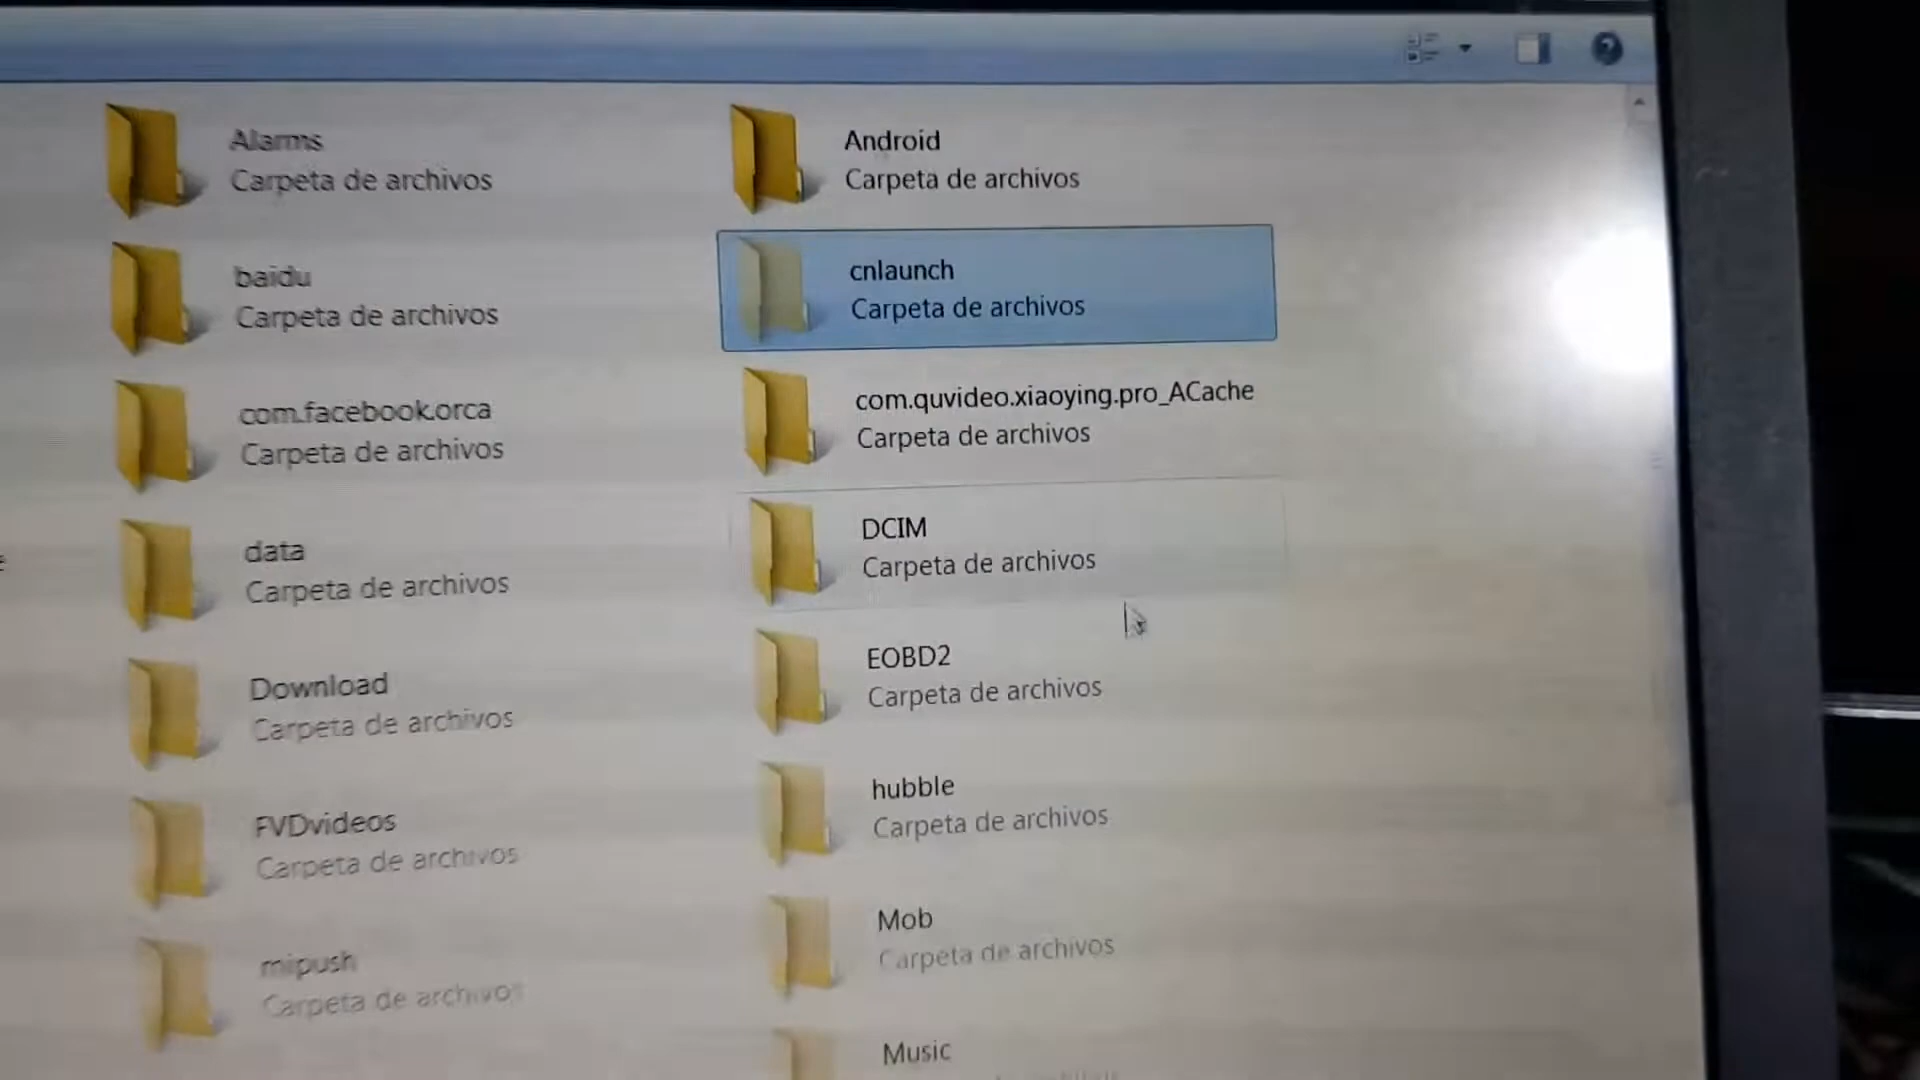 Alarms
Carpeta de archivos
Android
Carpeta de archivos
baidu
Carpeta de archivos
cnlaunch
Carpeta de archivos
com.facebook.orca
Carpeta de archivos
com.quvideo.xiaoying.pro_ACache
Carpeta de archivos
data
Carpeta de archivos
DCIM
Carpeta de archivos
Download
Carpeta de archivos
EOBD2
Carpeta de archivos
FVDvideos
Carpeta de archivos
hubble
Carpeta de archivos
mipush
Carpeta de archivos
Mob
Carpeta de archivos
Music